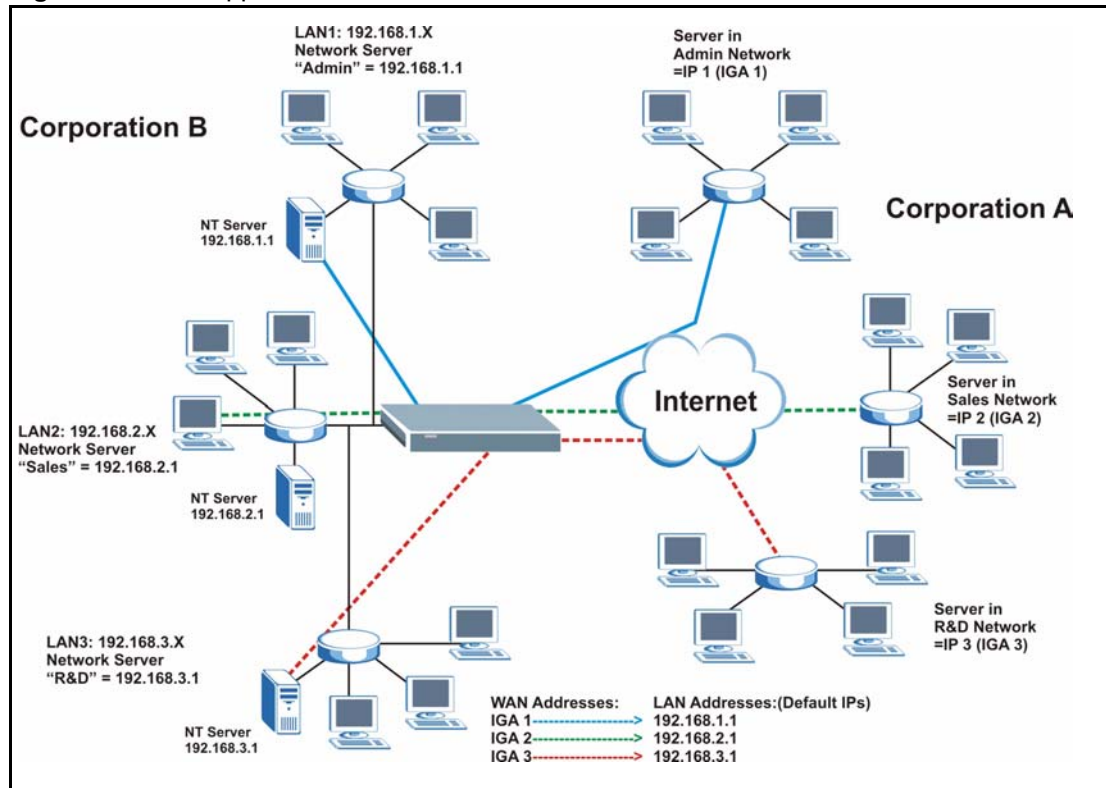 LAN1: 192.168.1.X
Network Server
“Admin” = 192.168.1.1
Server in
Admin Network
=IP 1 (IGA 1)
Corporation B
NT Server
192.168.1.1
Corporation A
Internet
Server in
Sales Network
=IP 2 (IGA 2)
LAN2: 192.168.2.X
Network Server
“Sales” = 192.168.2.1
NT Server
192.168.2.1
LAN3: 192.168.3.X
Network Server
“R&D” = 192.168.3.1
Server in
R&D Network
=IP 3 (IGA 3)
NT Server
192.168.3.1
WAN Addresses: LAN Addresses:(Default IPs)
IGA 1--------------> 192.168.1.1
IGA 2--------------> 192.168.2.1
IGA 3--------------> 192.168.3.1